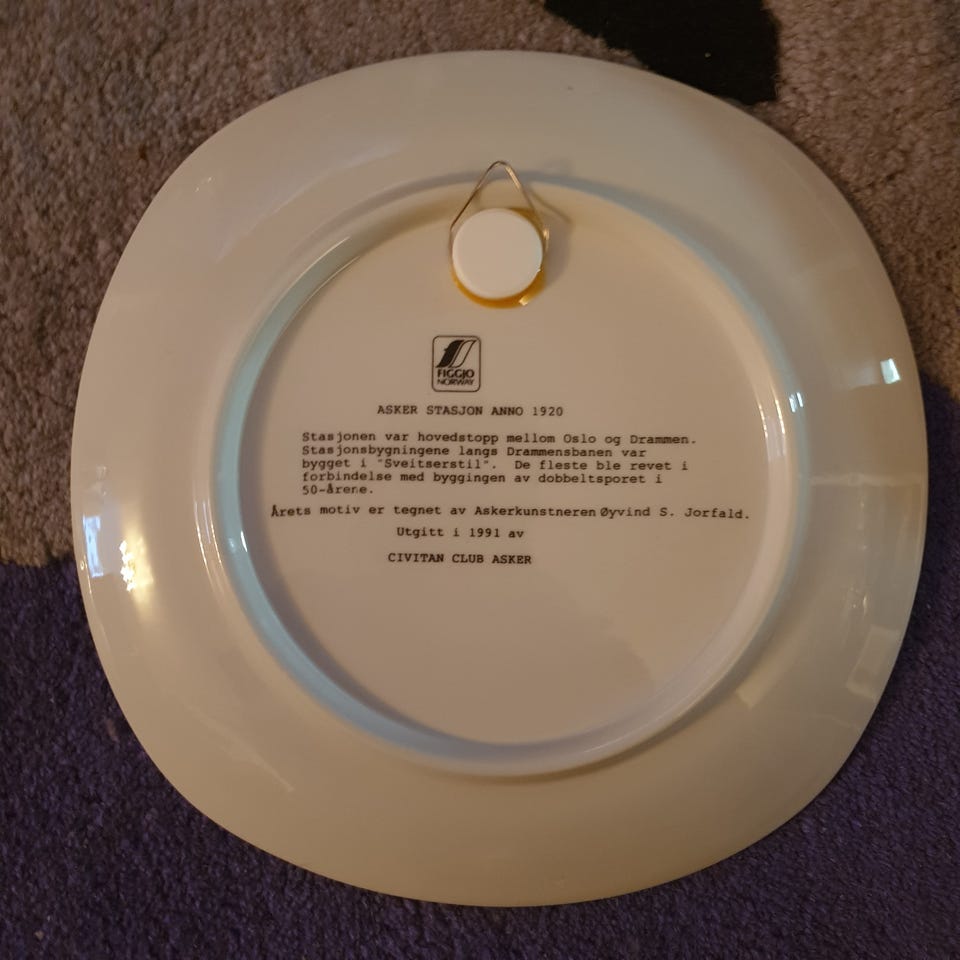 FIGGJO
NORWAY
ASKER STASJON ANNO 1920
Stasjonen var hovedstopp mellom Oslo og Drammen.
Stasjonsbygningene langs Drammensbanen var
bygget i "Sveitserstil". De fleste ble revet i
forbindelse med byggingen av dobbeltsporet i
50-årene.
Årets motiv er tegnet av Askerkunstneren Øyvind S. Jorfald.
Utgitt i 1991 av
CIVITAN CLUB ASKER